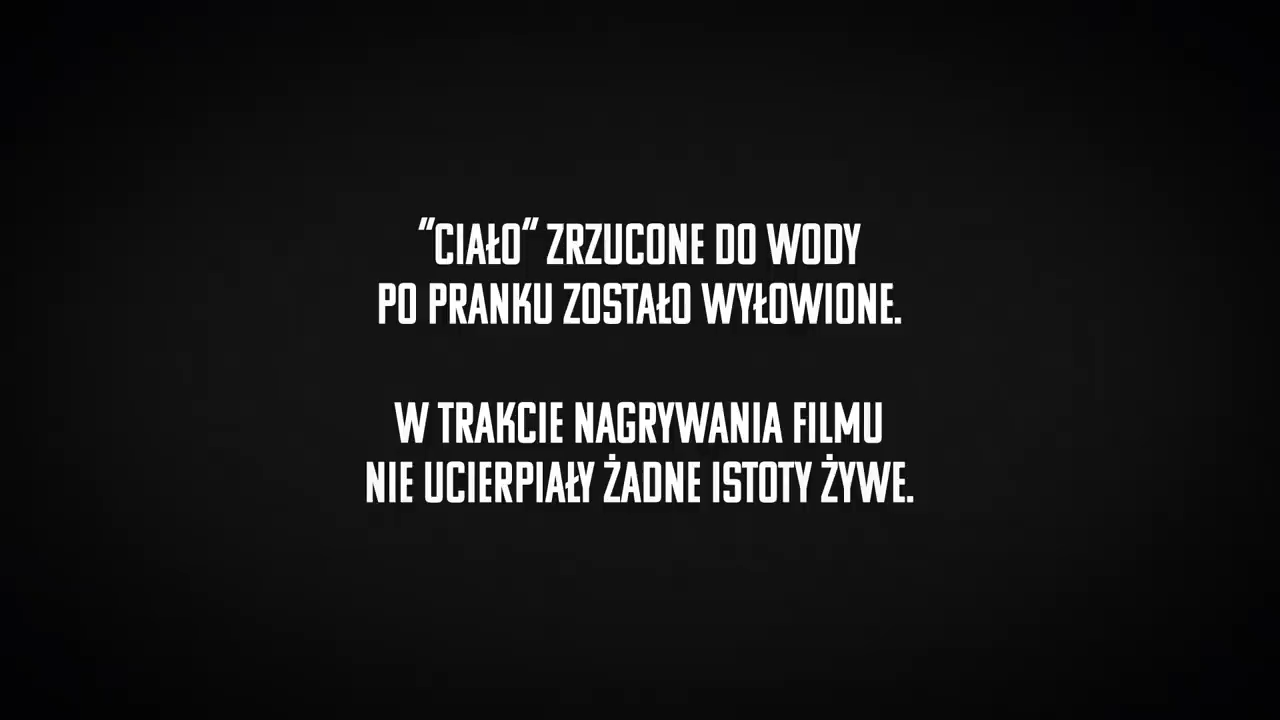 "CIAŁO" ZRZUCONE DO WODY
PO PRANKU ZOSTAŁO WYŁOWIONE.
W TRAKCIE NAGRYWANIA FILMU
NIE UCIERPIAŁY ŻADNE ISTOTY ŻYWE.